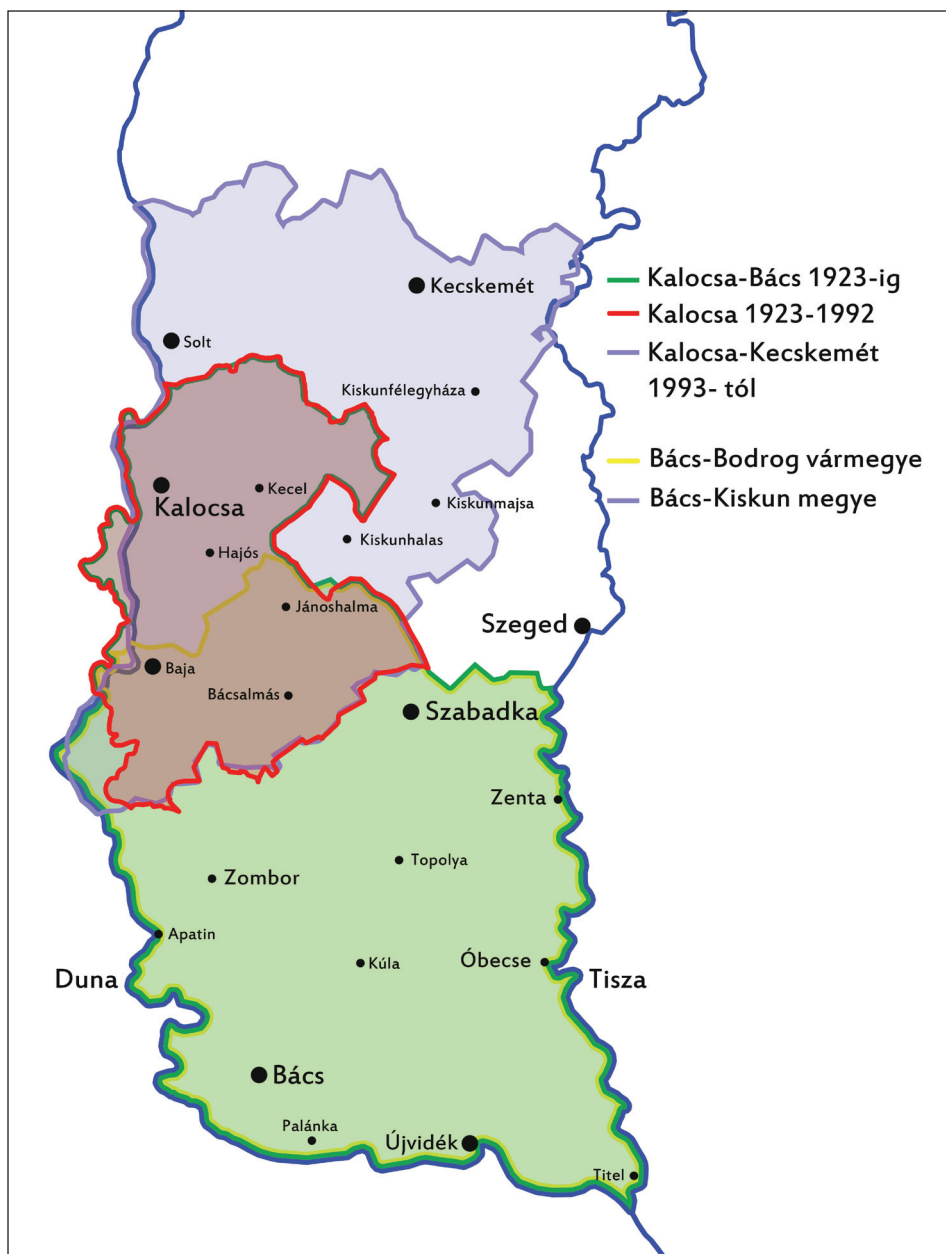 Kecskemét
Kalocsa-Bács 1923-ig
Kalocsa 1923-1992
Solt
Kalocsa-Kecskemét
1993- tól
Kiskunfélegyháza
Bács-Bodrog vármegye
Kalocsa
Kecel
Kiskunmajsa
Bács-Kiskun megye
Hajós
Kiskunhalas
Jánoshalma
Szeged
Baja
Bácsalmás
Szabadka
Zenta
Topolya
Zombor
Apatin
Kúla
Óbecse
Duna
Tisza
Bács
Palánka
Újvidék
Titel